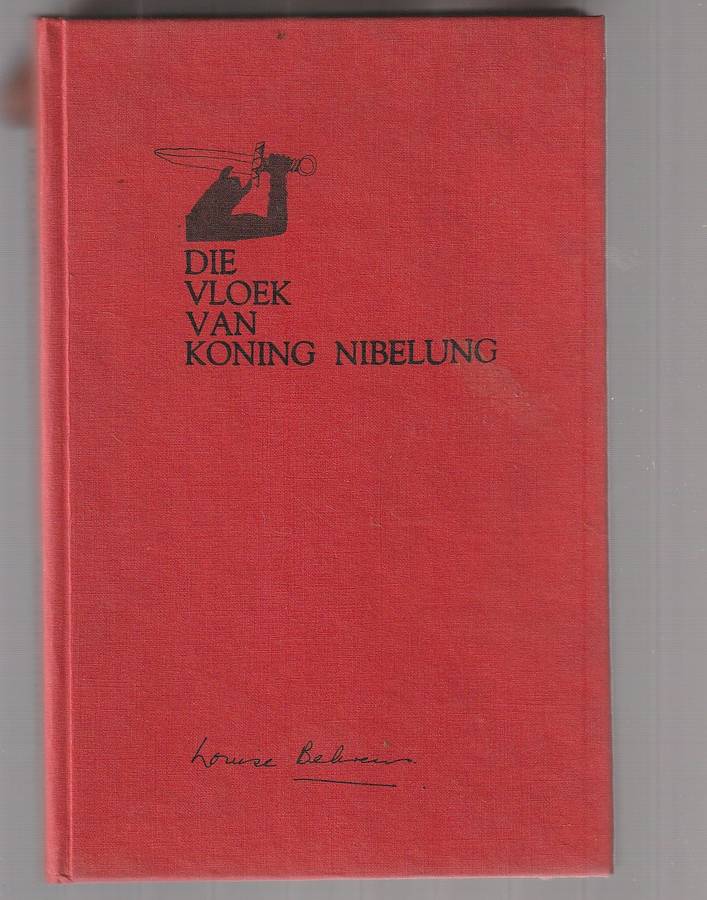 DIE
VLOEK
VAN
KONING NIBELUNG
Louise Behrens